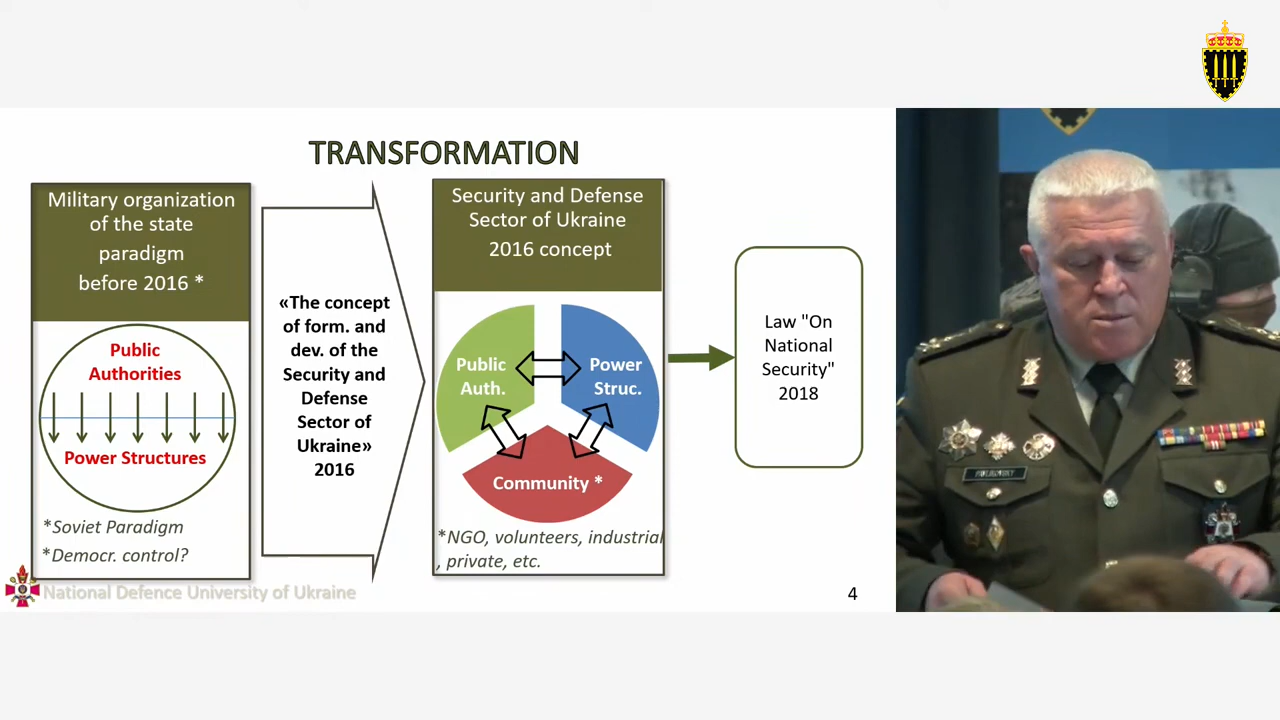 TRANSFORMATION
Military organization
of the state
paradigm
before 2016 *
Public
Authorities
Power Structures
*Soviet Paradigm
*Democr. control?
«The concept
of form. and
dev. of the
Security and
Defense
Sector of
Ukraine»
2016
Security and Defense
Sector of Ukraine
2016 concept
Public
Auth.
Power
Struc.
Community *
*NGO, volunteers, industrial
, private, etc.
Law "On
National
Security"
2018
National Defence University of Ukraine
4